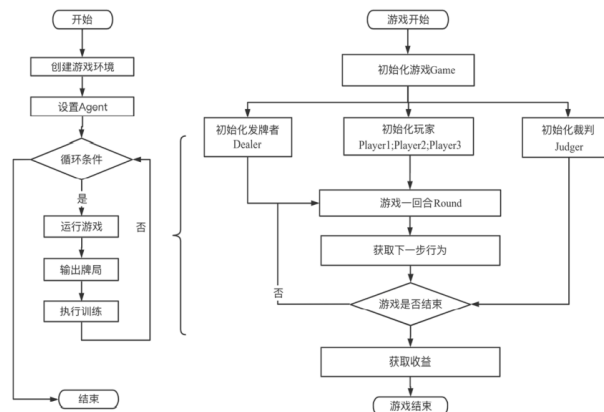 开始
创建游戏环境
设置Agent
循环条件
是
否
运行游戏
输出牌局
执行训练
结束
游戏开始
初始化游戏Game
初始化发牌者
Dealer
初始化玩家
Player1;Player2;Player3
初始化裁判
Judger
游戏一回合Round
获取下一步行为
否
游戏是否结束
获取收益
游戏结束